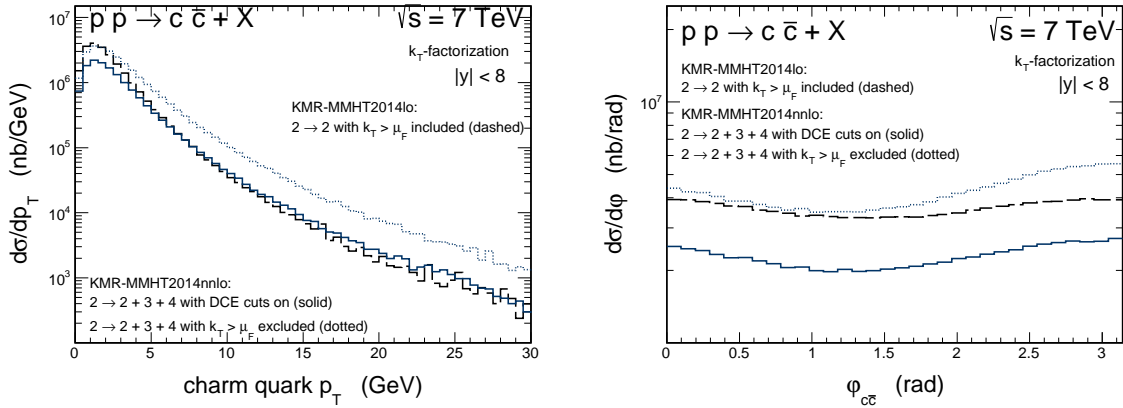 p p → c c̅ + X
√s = 7 TeV
k_T-factorization
|y| < 8
KMR-MMHT2014lo:
2 → 2 with k_T > μ_F included (dashed)
KMR-MMHT2014nnlo:
2 → 2 + 3 + 4 with DCE cuts on (solid)
2 → 2 + 3 + 4 with k_T > μ_F excluded (dotted)
dσ/dp_T (nb/GeV)
10^7
10^6
10^5
10^4
10^3
0 5 10 15 20 25 30
charm quark p_T (GeV)
p p → c c̅ + X
√s = 7 TeV
k_T-factorization
|y| < 8
KMR-MMHT2014lo:
2 → 2 with k_T > μ_F included (dashed)
KMR-MMHT2014nnlo:
2 → 2 + 3 + 4 with DCE cuts on (solid)
2 → 2 + 3 + 4 with k_T > μ_F excluded (dotted)
dσ/dφ (nb/rad)
10^7
0 0.5 1 1.5 2 2.5 3
φ_cc̅ (rad)